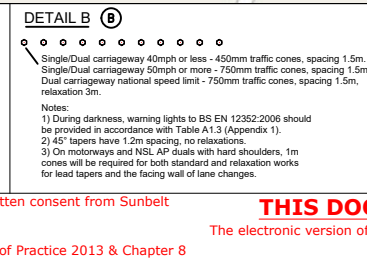 DETAIL B B
Single/Dual carriageway 40mph or less - 450mm traffic cones, spacing 1.5m.
Single/Dual carriageway 50mph or more - 750mm traffic cones, spacing 1.5m
Dual carriageway national speed limit - 750mm traffic cones, spacing 1.5m,
relaxation 3m.
Notes:
1) During darkness, warning lights to BS EN 12352:2006 should
be provided in accordance with Table A1.3 (Appendix 1).
2) 45° tapers have 1.2m spacing, no relaxations.
3) On motorways and NSL AP duals with hard shoulders, 1m
cones will be required for both standard and relaxation works
for lead tapers and the facing wall of lane changes.
tten consent from Sunbelt
THIS DO
The electronic version of
of Practice 2013 & Chapter 8